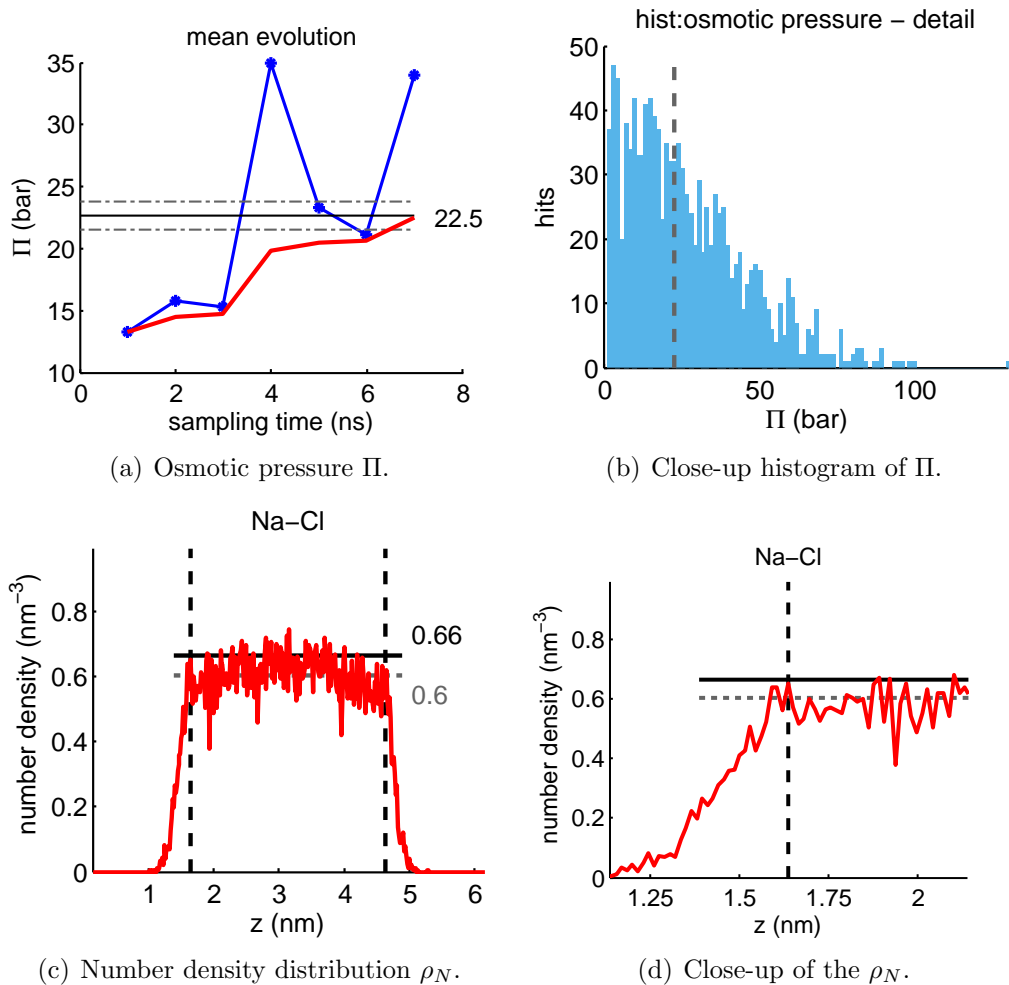 mean evolution
35
30
25
20
15
10
Π (bar)
22.5
0 2 4 6 8
sampling time (ns)
(a) Osmotic pressure Π.
hist:osmotic pressure − detail
50
40
30
20
10
0
hits
0 50 100
Π (bar)
(b) Close-up histogram of Π.
Na−Cl
0.8
0.6
0.4
0.2
0
number density (nm⁻³)
0.66
0.6
1 2 3 4 5 6
z (nm)
(c) Number density distribution ρ_N.
Na−Cl
0.8
0.6
0.4
0.2
0
number density (nm⁻³)
1.25 1.5 1.75 2
z (nm)
(d) Close-up of the ρ_N.